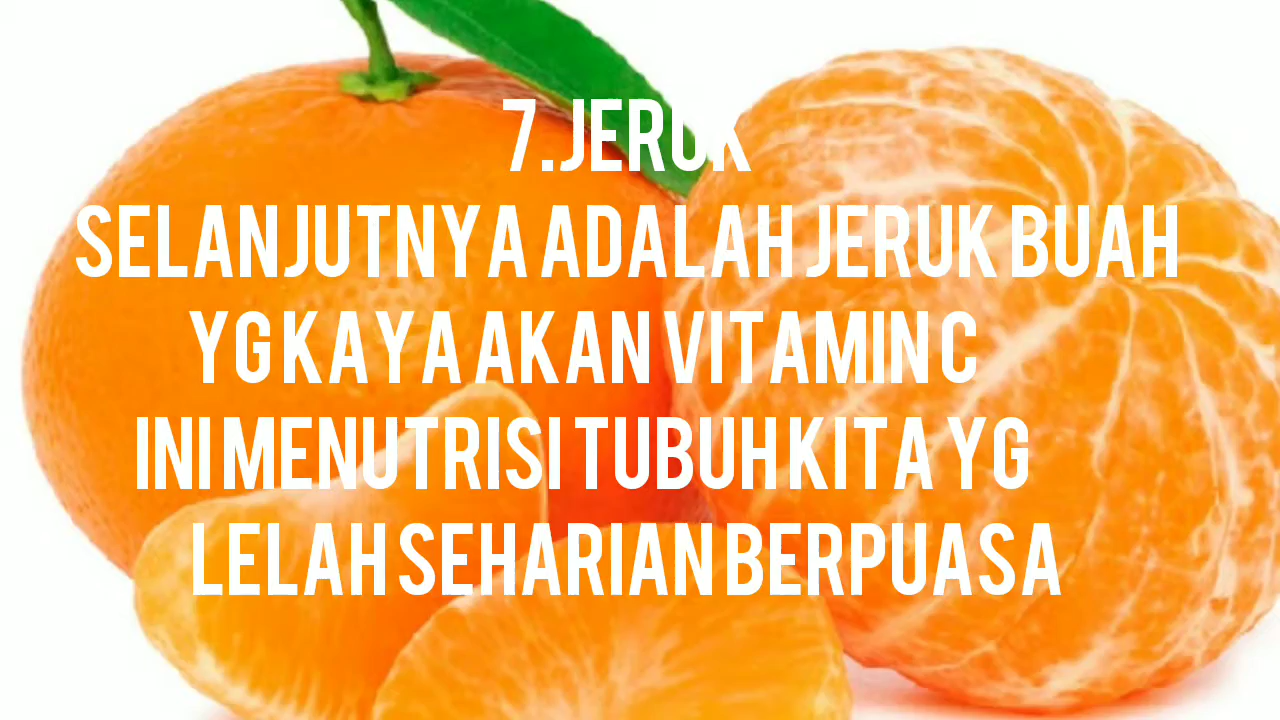 7.JERUK
SELANJUTNYA ADALAH JERUK BUAH
YG KAYA AKAN VITAMIN C
INI MENUTRISI TUBUH KITA YG
LELAH SEHARIAN BERPUASA